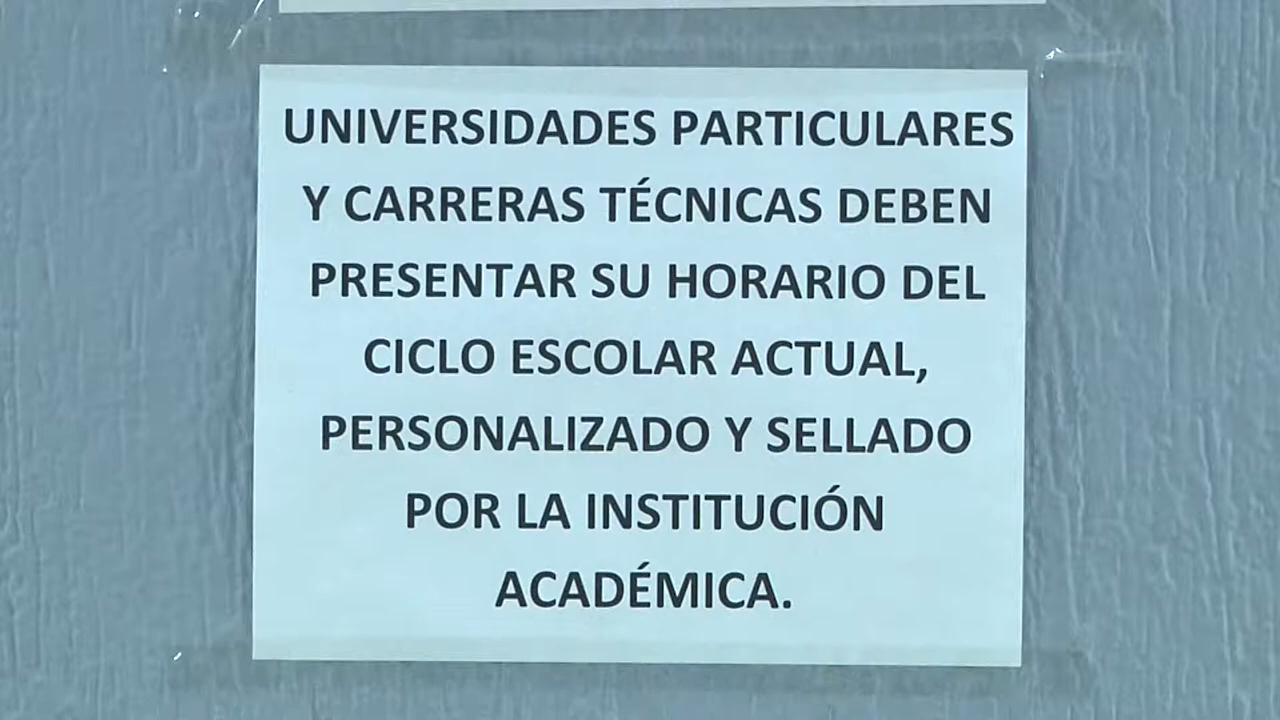 UNIVERSIDADES PARTICULARES
Y CARRERAS TÉCNICAS DEBEN
PRESENTAR SU HORARIO DEL
CICLO ESCOLAR ACTUAL,
PERSONALIZADO Y SELLADO
POR LA INSTITUCIÓN
ACADÉMICA.